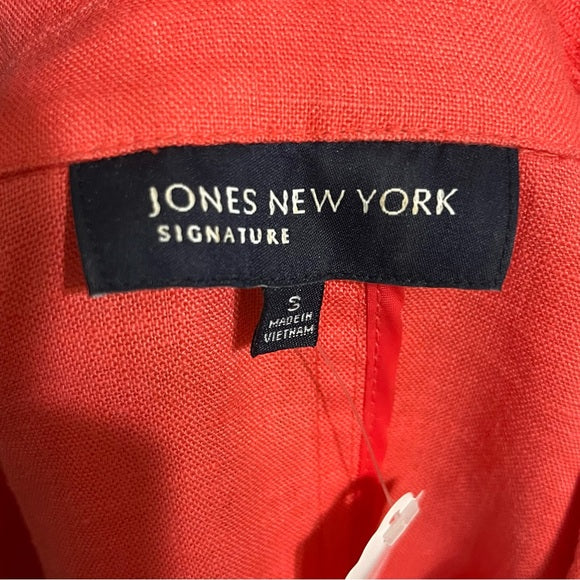 JONES NEW YORK
SIGNATURE
S
MADE IN
VIETNAM